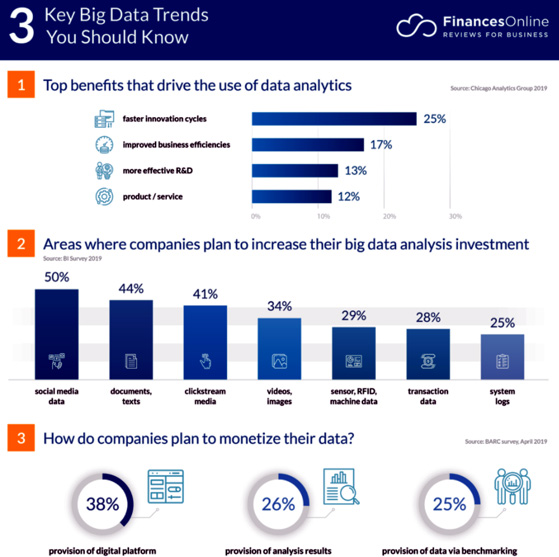 3 Key Big Data Trends
You Should Know
FinancesOnline
REVIEWS FOR BUSINESS
1 Top benefits that drive the use of data analytics
Source: Chicago Analytics Group 2019
faster innovation cycles 25%
improved business efficiencies 17%
more effective R&D 13%
product / service 12%
0% 10% 20% 30%
2 Areas where companies plan to increase their big data analysis investment
Source: BI Survey 2019
50% 44% 41% 34% 29% 28% 25%
social media documents, clickstream videos, sensor, RFID, transaction system
data texts media images machine data data logs
3 How do companies plan to monetize their data?
Source: BARC survey, April 2019
38% 26% 25%
provision of digital platform provision of analysis results provision of data via benchmarking